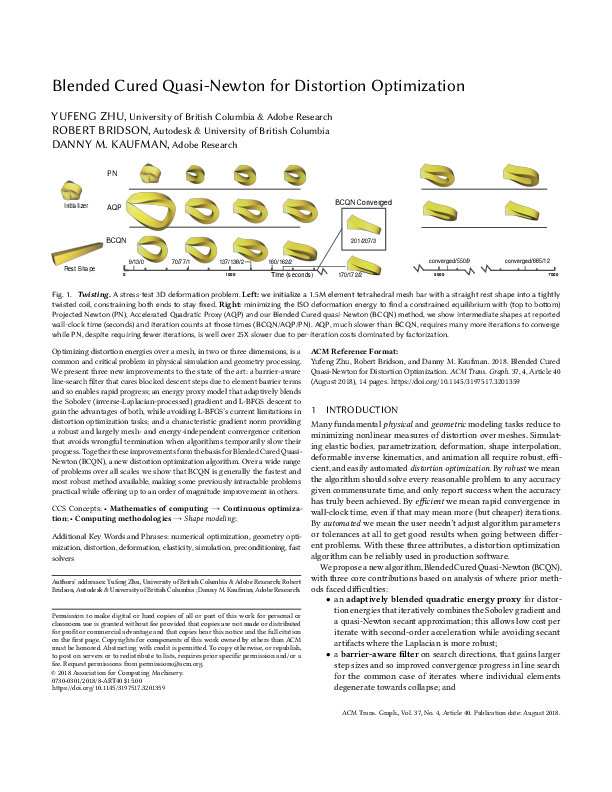 Blended Cured Quasi-Newton for Distortion Optimization
YUFENG ZHU, University of British Columbia & Adobe Research
ROBERT BRIDSON, Autodesk & University of British Columbia
DANNY M. KAUFMAN, Adobe Research
PN
Initializer
AQP
BCQN Converged
201/207/3
BCQN
Rest Shape
9/13/0
70/77/1
137/138/2
160/162/2
170/172/2
converged/550/9
converged/685/12
0
1000
Time (seconds)
ISO
3000
7000
Fig. 1. Twisting. A stress-test 3D deformation problem. Left: we initialize a 1.5M element tetrahedral mesh bar with a straight rest shape into a tightly
twisted coil, constraining both ends to stay fixed. Right: minimizing the ISO deformation energy to find a constrained equilibrium with (top to bottom)
Projected Newton (PN), Accelerated Quadratic Proxy (AQP) and our Blended Cured quasi-Newton (BCQN) method, we show intermediate shapes at reported
wall-clock time (seconds) and iteration counts at those times (BCQN/AQP/PN). AQP, much slower than BCQN, requires many more iterations to converge
while PN, despite requiring fewer iterations, is well over 25X slower due to per-iteration costs dominated by factorization.
Optimizing distortion energies over a mesh, in two or three dimensions, is a
common and critical problem in physical simulation and geometry processing.
We present three new improvements to the state of the art: a barrier-aware
line-search filter that cures blocked descent steps due to element barrier terms
and so enables rapid progress; an energy proxy model that adaptively blends
the Sobolev (inverse-Laplacian-processed) gradient and L-BFGS descent to
gain the advantages of both, while avoiding L-BFGS's current limitations in
distortion optimization tasks; and a characteristic gradient norm providing
a robust and largely mesh- and energy-independent convergence criterion
that avoids wrongful termination when algorithms temporarily slow their
progress. Together these improvements form the basis for Blended Cured Quasi-
Newton (BCQN), a new distortion optimization algorithm. Over a wide range
of problems over all scales we show that BCQN is generally the fastest and
most robust method available, making some previously intractable problems
practical while offering up to an order of magnitude improvement in others.
CCS Concepts: • Mathematics of computing → Continuous optimiza-
tion; • Computing methodologies → Shape modeling;
Additional Key Words and Phrases: numerical optimization, geometry opti-
mization, distortion, deformation, elasticity, simulation, preconditioning, fast
solvers
Authors' addresses: Yufeng Zhu, University of British Columbia & Adobe Research; Robert
Bridson, Autodesk & University of British Columbia; Danny M. Kaufman, Adobe Research.
Permission to make digital or hard copies of all or part of this work for personal or
classroom use is granted without fee provided that copies are not made or distributed
for profit or commercial advantage and that copies bear this notice and the full citation
on the first page. Copyrights for components of this work owned by others than ACM
must be honored. Abstracting with credit is permitted. To copy otherwise, or republish,
to post on servers or to redistribute to lists, requires prior specific permission and/or a
fee. Request permissions from permissions@acm.org.
© 2018 Association for Computing Machinery.
0730-0301/2018/8-ART40 $15.00
https://doi.org/10.1145/3197517.3201359
ACM Reference Format:
Yufeng Zhu, Robert Bridson, and Danny M. Kaufman. 2018. Blended Cured
Quasi-Newton for Distortion Optimization. ACM Trans. Graph. 37, 4, Article 40
(August 2018), 14 pages. https://doi.org/10.1145/3197517.3201359
1 INTRODUCTION
Many fundamental physical and geometric modeling tasks reduce to
minimizing nonlinear measures of distortion over meshes. Simulat-
ing elastic bodies, parametrization, deformation, shape interpolation,
deformable inverse kinematics, and animation all require robust, effi-
cient, and easily automated distortion optimization. By robust we mean
the algorithm should solve every reasonable problem to any accuracy
given commensurate time, and only report success when the accuracy
has truly been achieved. By efficient we mean rapid convergence in
wall-clock time, even if that may mean more (but cheaper) iterations.
By automated we mean the user needn't adjust algorithm parameters
or tolerances at all to get good results when going between differ-
ent problems. With these three attributes, a distortion optimization
algorithm can be reliably used in production software.
We propose a new algorithm, Blended Cured Quasi-Newton (BCQN),
with three core contributions based on analysis of where prior meth-
ods faced difficulties:
• an adaptively blended quadratic energy proxy for distor-
tion energies that iteratively combines the Sobolev gradient and
a quasi-Newton secant approximation; this allows low cost per
iterate with second-order acceleration while avoiding secant
artifacts where the Laplacian is more robust;
• a barrier-aware filter on search directions, that gains larger
step sizes and so improved convergence progress in line search
for the common case of iterates where individual elements
degenerate towards collapse; and
ACM Trans. Graph., Vol. 37, No. 4, Article 40. Publication date: August 2018.